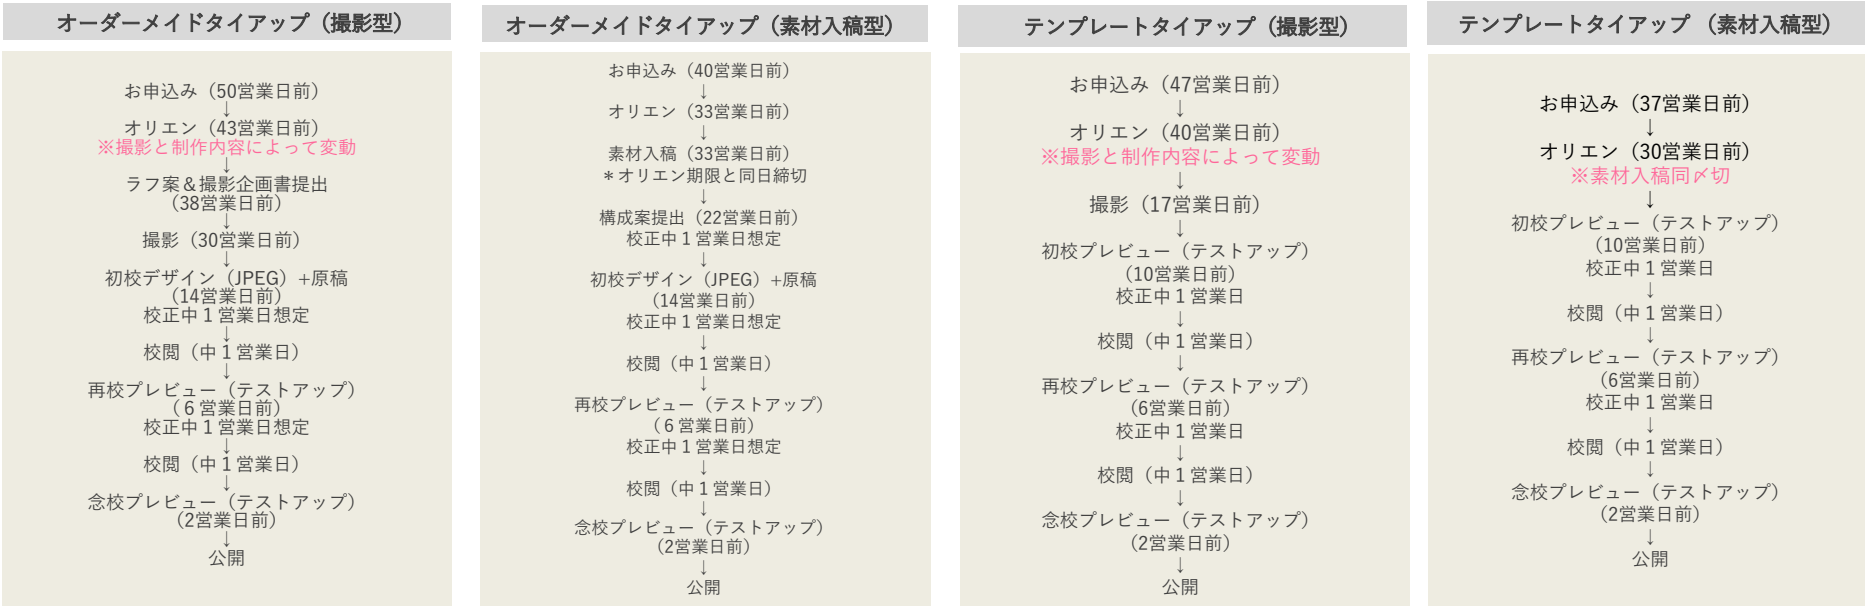 オーダーメイドタイアップ（撮影型）
お申込み（50営業日前）
↓
オリエン（43営業日前）
※撮影と制作内容によって変動
↓
ラフ案＆撮影企画書提出
（38営業日前）
↓
撮影（30営業日前）
↓
初校デザイン（JPEG）+原稿
（14営業日前）
校正中１営業日想定
↓
校閲（中１営業日）
↓
再校プレビュー（テストアップ）
（６営業日前）
校正中１営業日想定
↓
校閲（中１営業日）
↓
念校プレビュー（テストアップ）
（2営業日前）
↓
公開
オーダーメイドタイアップ（素材入稿型）
お申込み（40営業日前）
↓
オリエン（33営業日前）
↓
素材入稿（33営業日前）
＊オリエン期限と同日締切
↓
構成案提出（22営業日前）
校正中１営業日想定
↓
初校デザイン（JPEG）+原稿
（14営業日前）
校正中１営業日想定
↓
校閲（中１営業日）
↓
再校プレビュー（テストアップ）
（６営業日前）
校正中１営業日想定
↓
校閲（中１営業日）
↓
念校プレビュー（テストアップ）
（2営業日前）
↓
公開
テンプレートタイアップ（撮影型）
お申込み（47営業日前）
↓
オリエン（40営業日前）
※撮影と制作内容によって変動
↓
撮影（17営業日前）
↓
初校プレビュー（テストアップ）
（10営業日前）
校正中１営業日
↓
校閲（中１営業日）
↓
再校プレビュー（テストアップ）
（6営業日前）
校正中１営業日
↓
校閲（中１営業日）
↓
念校プレビュー（テストアップ）
（2営業日前）
↓
公開
テンプレートタイアップ （素材入稿型）
お申込み（37営業日前）
↓
オリエン（30営業日前）
※素材入稿同〆切
↓
初校プレビュー（テストアップ）
（10営業日前）
校正中１営業日
↓
校閲（中１営業日）
↓
再校プレビュー（テストアップ）
（6営業日前）
校正中１営業日
↓
校閲（中１営業日）
↓
念校プレビュー（テストアップ）
（2営業日前）
↓
公開